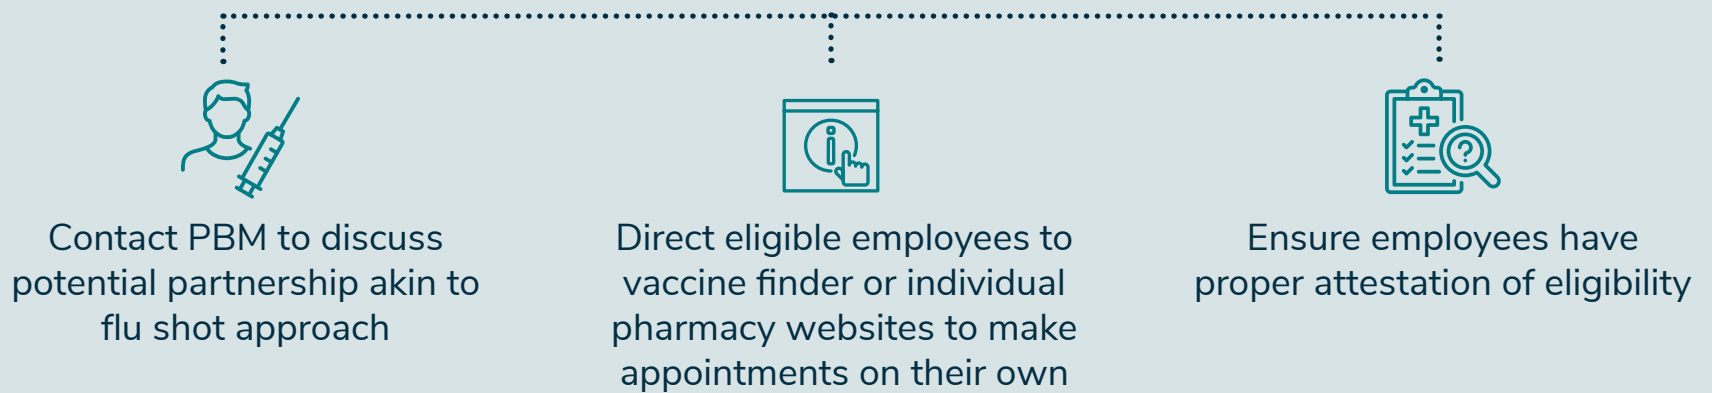 Contact PBM to discuss
potential partnership akin to
flu shot approach
Direct eligible employees to
vaccine finder or individual
pharmacy websites to make
appointments on their own
Ensure employees have
proper attestation of eligibility